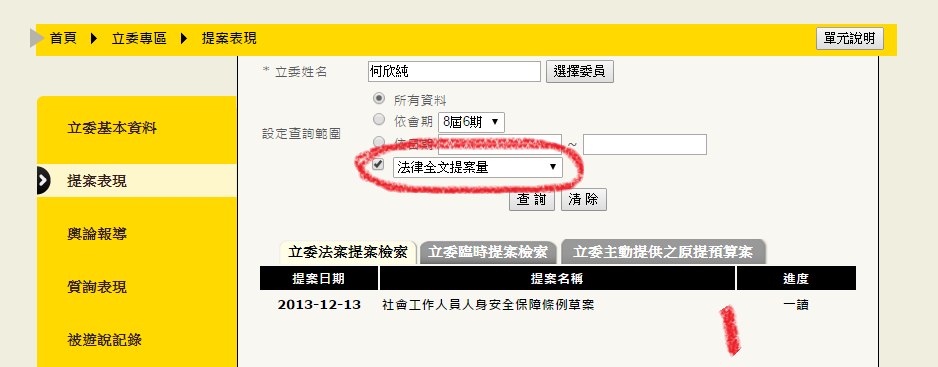 首頁 立委專區 提案表現 單元說明
* 立委姓名 何欣純 選擇委員
設定查詢範圍
所有資料
依會期 8屆6期
依日期 ~
法律全文提案量
查詢 清除
立委基本資料
提案表現
輿論報導
質詢表現
被遊說記錄
立委法案提案檢索 立委臨時提案檢索 立委主動提供之原提預算案
提案日期 提案名稱 進度
2013-12-13 社會工作人員人身安全保障條例草案 一讀